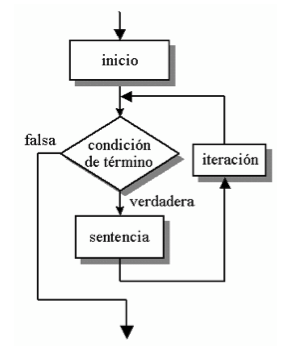 inicio
falsa
condición
de término
iteración
verdadera
sentencia